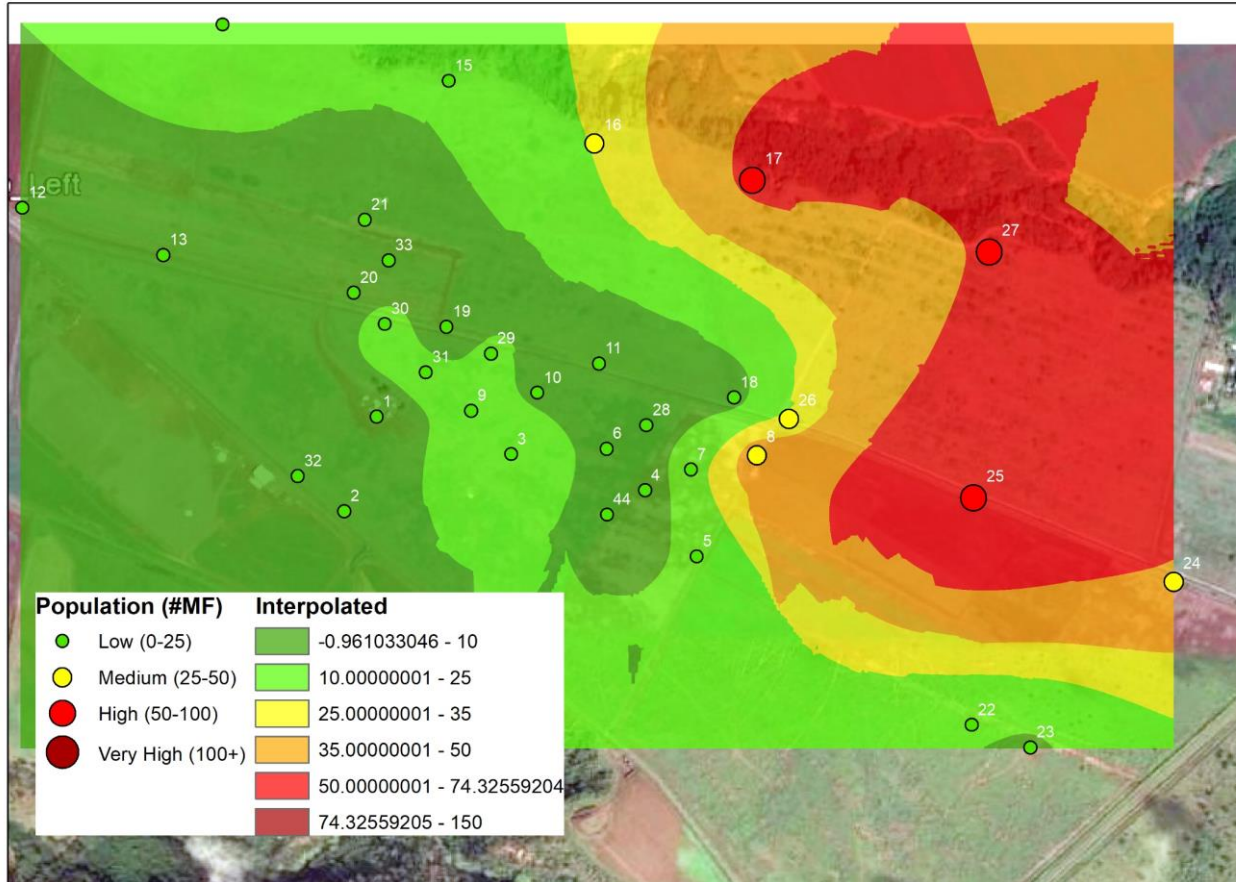 15
16
17
Left
12
21
13
33
27
20
30
19
29
11
31
10
18
1
9
28
26
3
6
8
7
32
4
25
2
44
5
24
22
23
Population (#MF)
Low (0-25)
Medium (25-50)
High (50-100)
Very High (100+)
Interpolated
-0.961033046 - 10
10.00000001 - 25
25.00000001 - 35
35.00000001 - 50
50.00000001 - 74.32559204
74.32559205 - 150